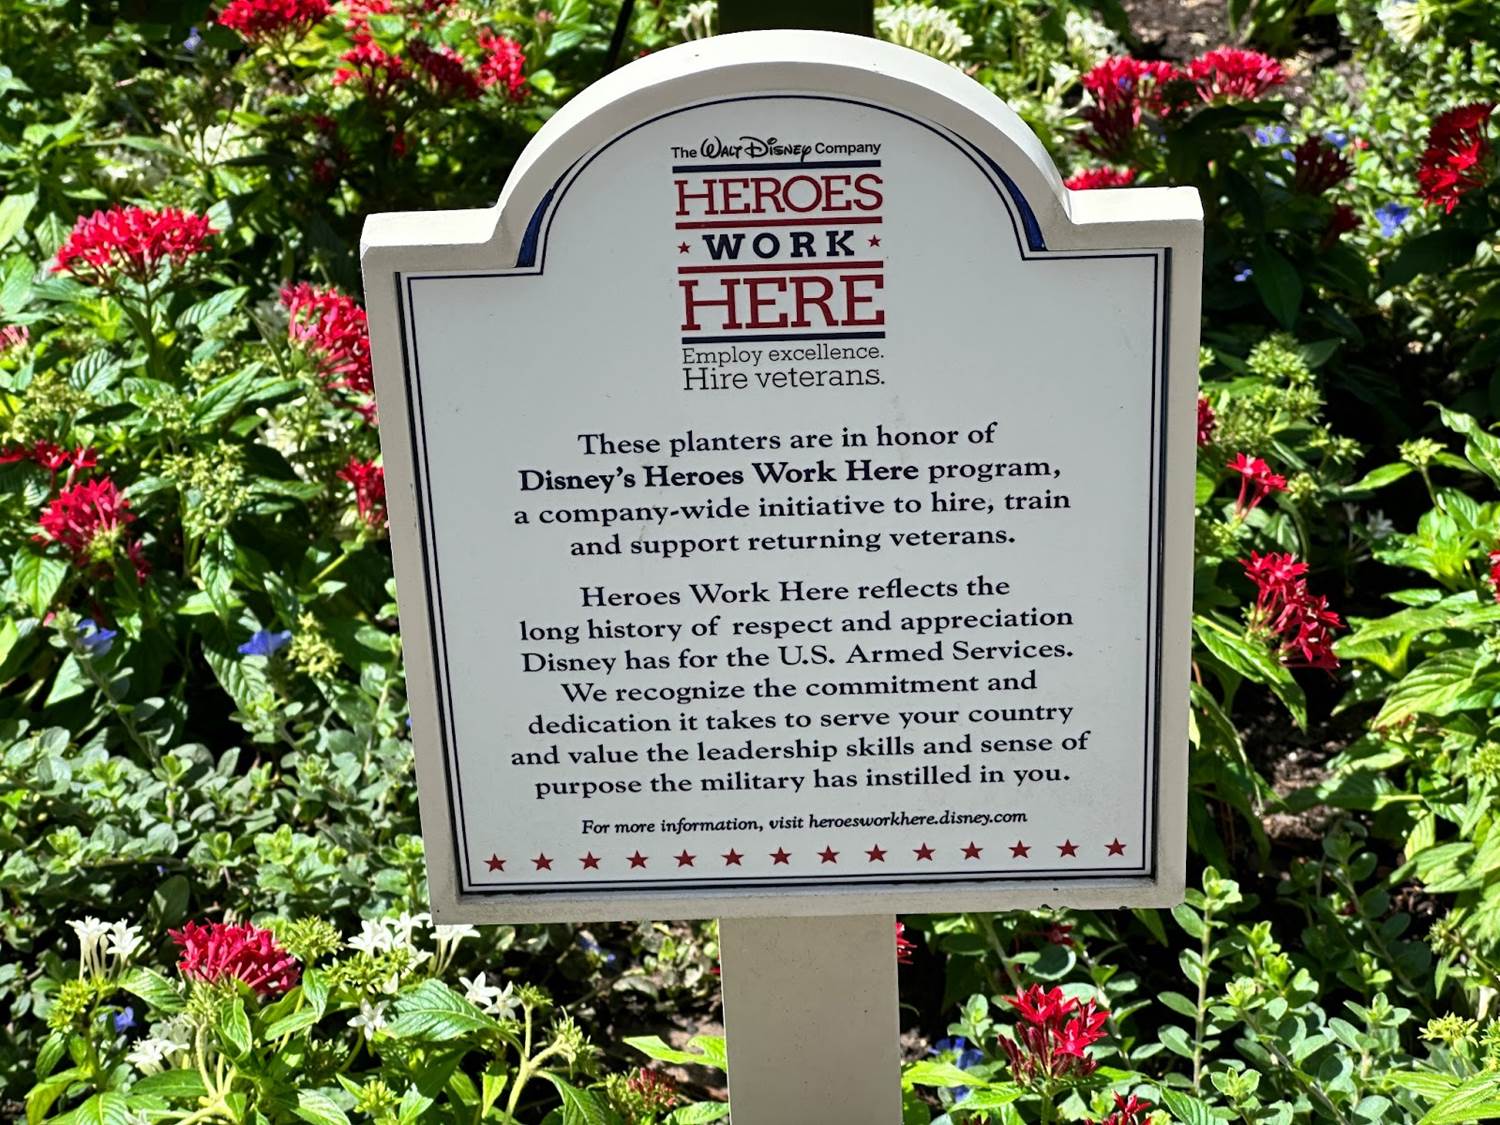 The Walt Disney Company
HEROES
WORK
HERE
Employ excellence.
Hire veterans.
These planters are in honor of
Disney's Heroes Work Here program,
a company-wide initiative to hire, train
and support returning veterans.
Heroes Work Here reflects the
long history of respect and appreciation
Disney has for the U.S. Armed Services.
We recognize the commitment and
dedication it takes to serve your country
and value the leadership skills and sense of
purpose the military has instilled in you.
For more information, visit heroesworkhere.disney.com